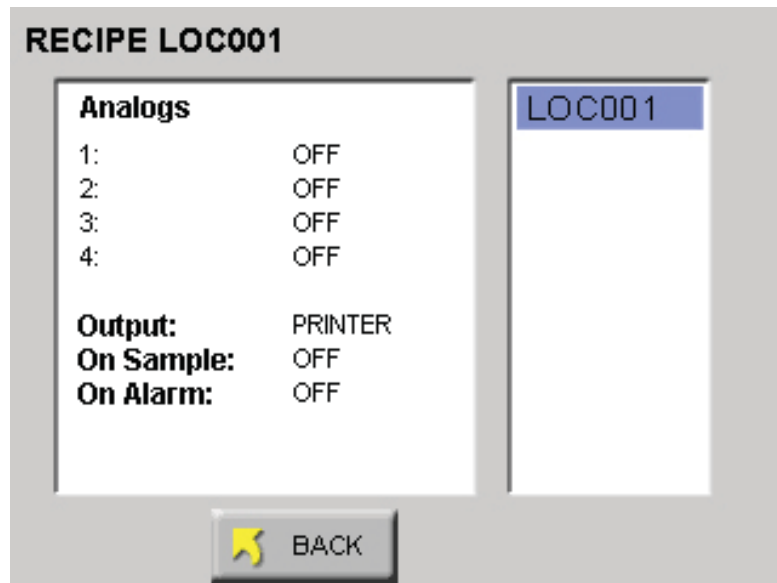 RECIPE LOC001
Analogs
1: OFF
2: OFF
3: OFF
4: OFF
Output: PRINTER
On Sample: OFF
On Alarm: OFF
LOC001
BACK